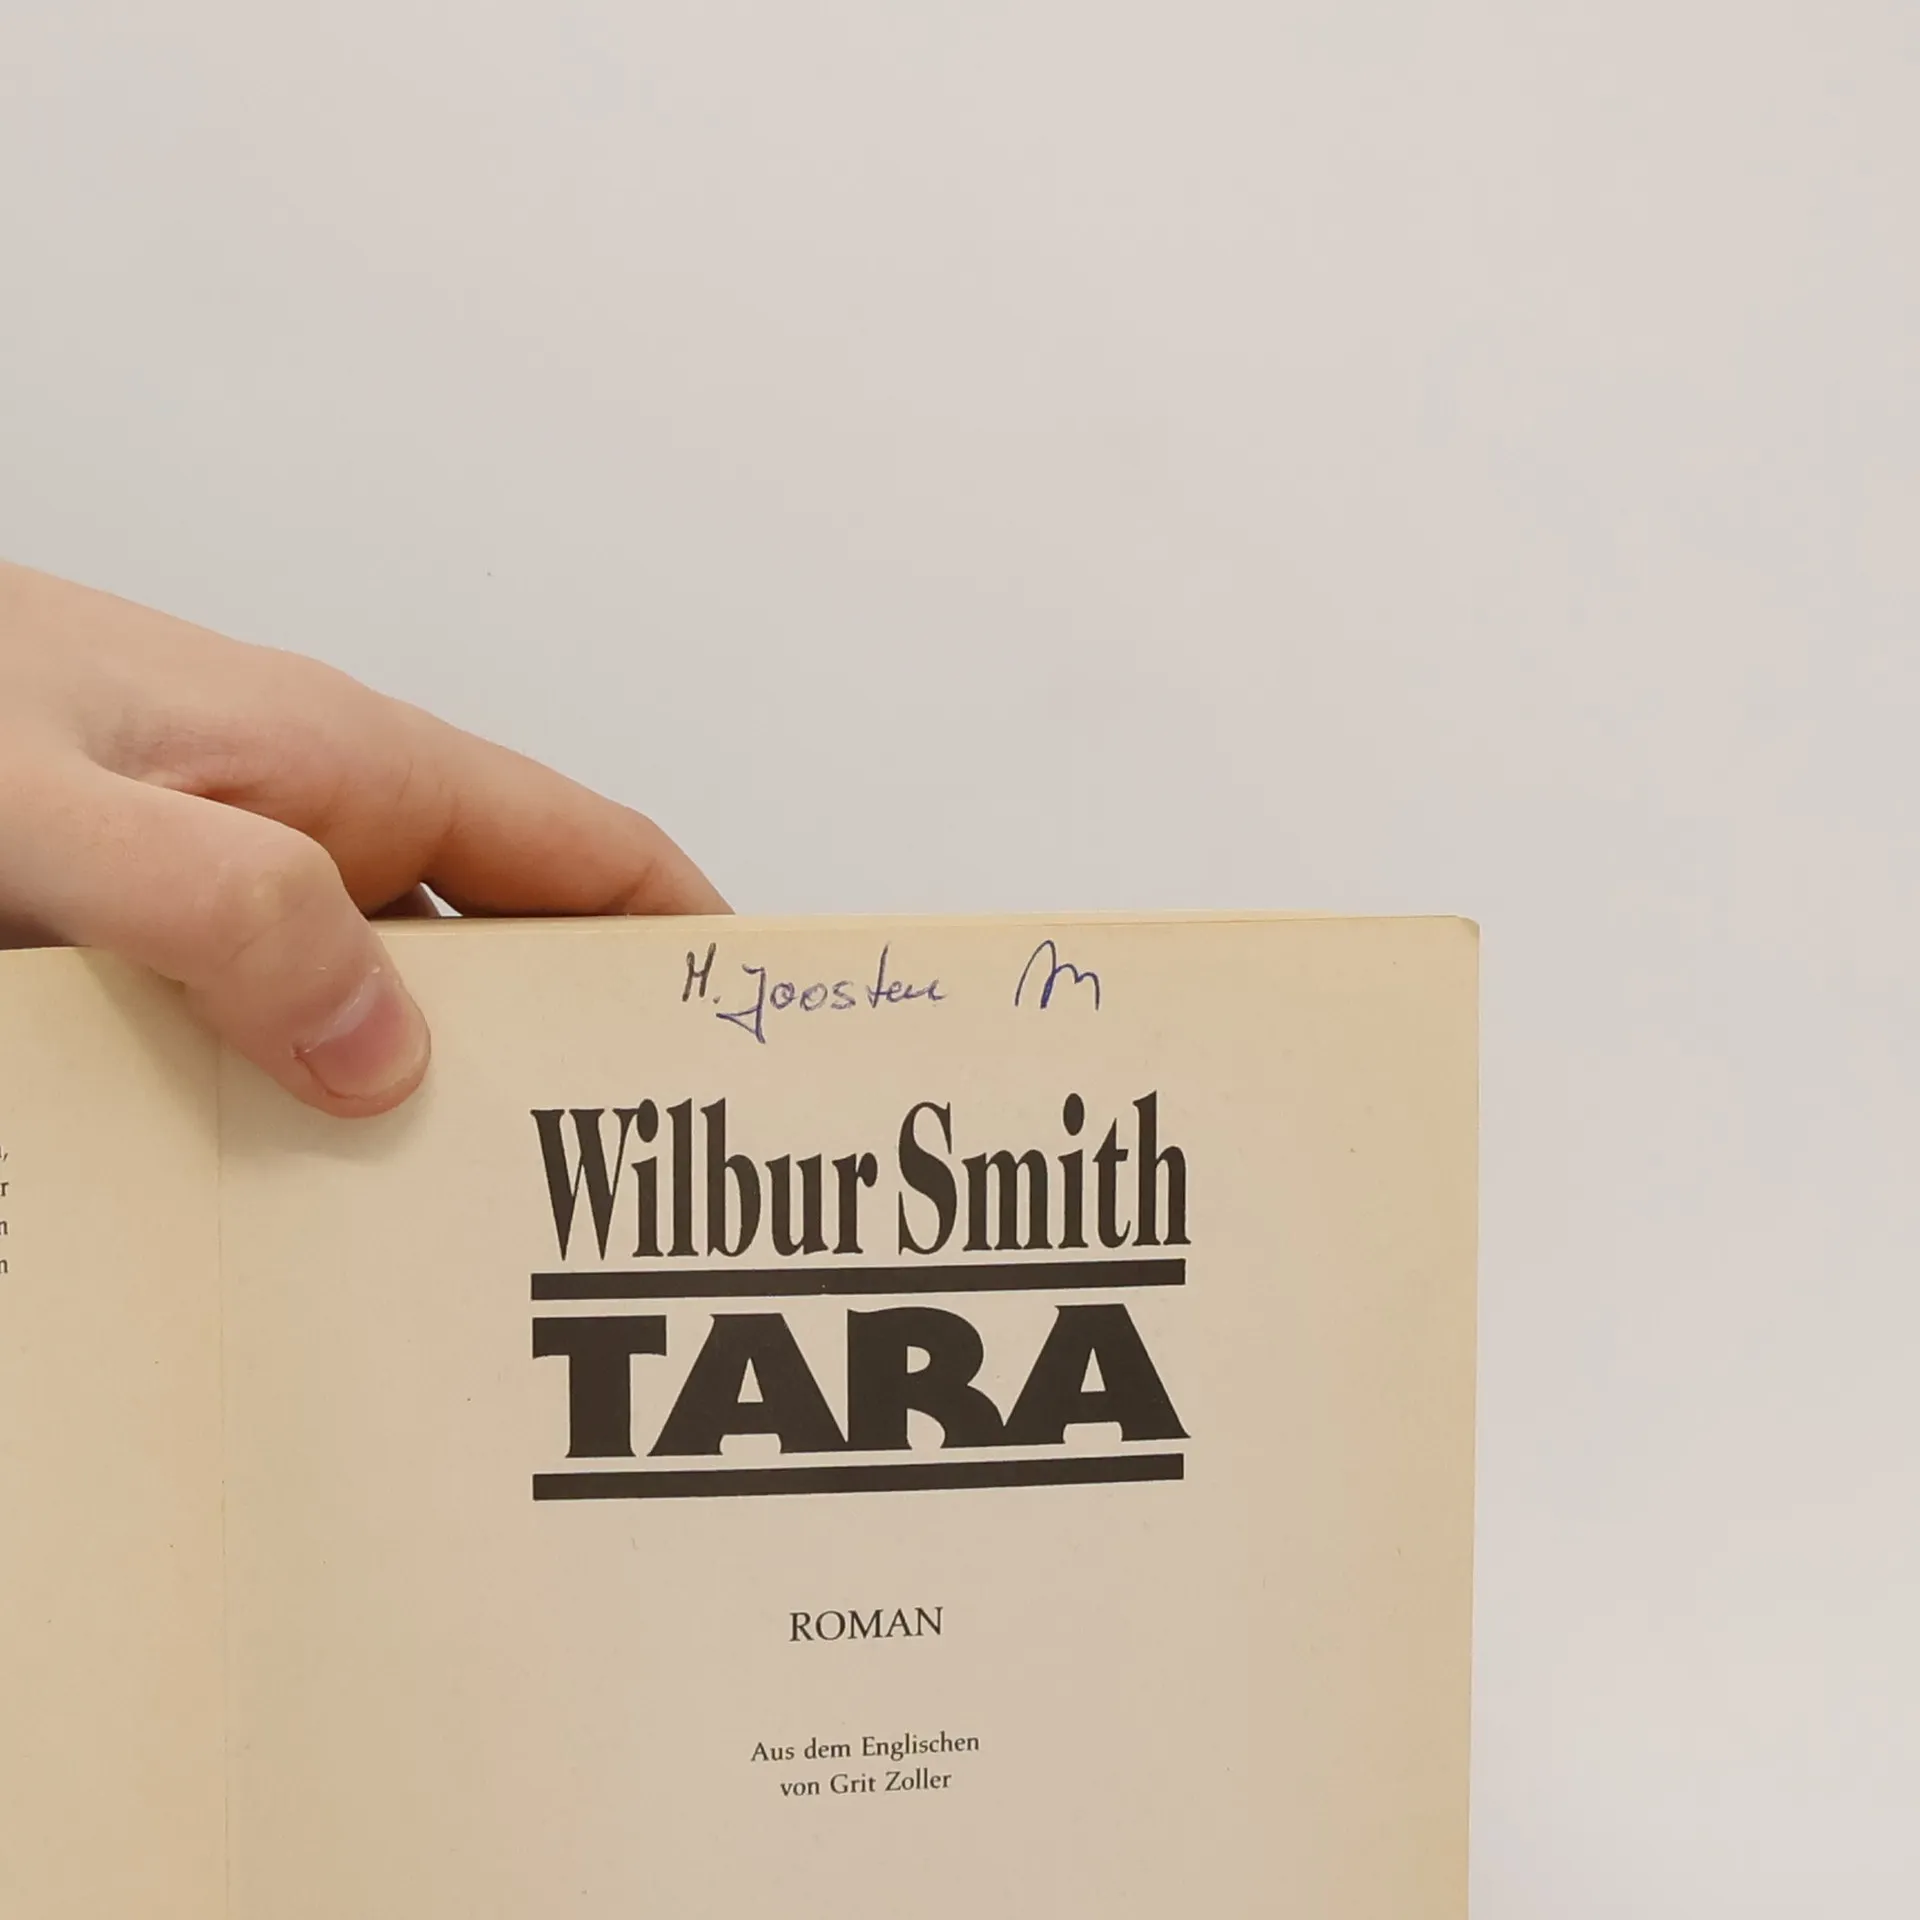 ,
r
n
n
M. Joosten
Wilbur Smith
TARA
ROMAN
Aus dem Englischen
von Grit Zoller